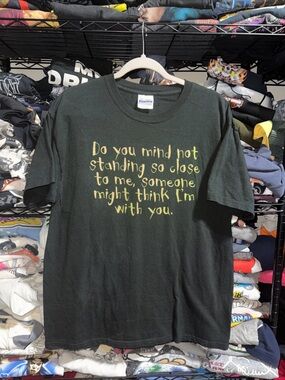 Do you mind not
standing so close
to me, someone
might think I'm
with you.